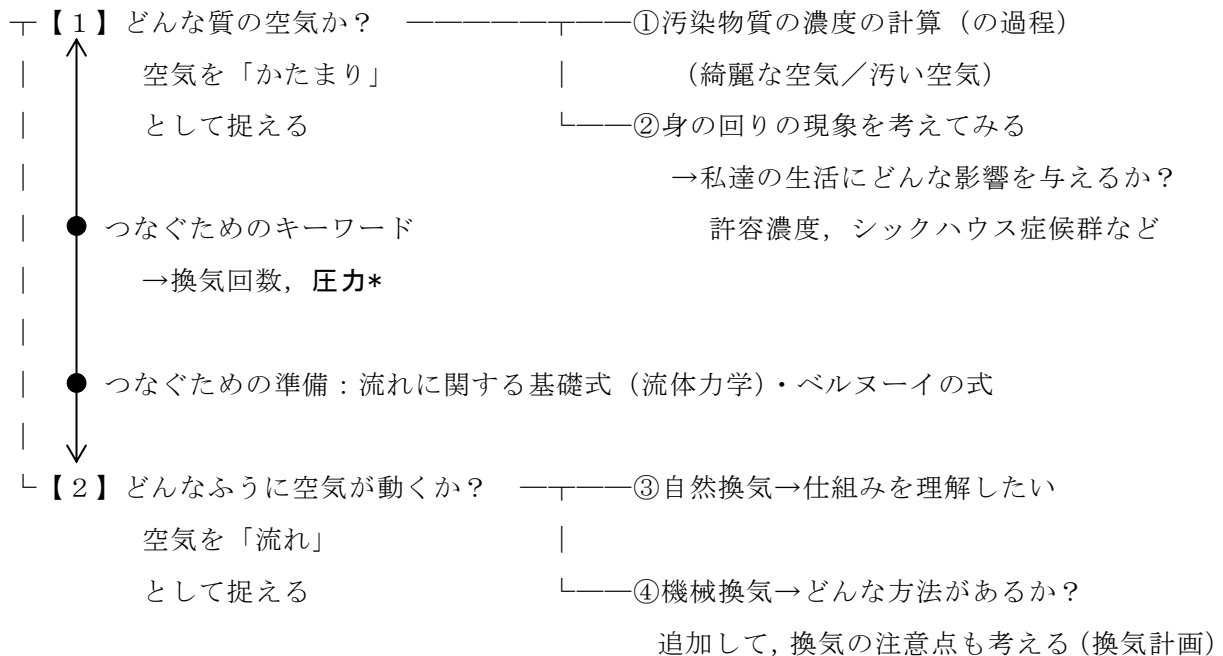 【１】どんな質の空気か？ ①汚染物質の濃度の計算（の過程）
空気を「かたまり」 （綺麗な空気／汚い空気）
として捉える ②身の回りの現象を考えてみる
→私達の生活にどんな影響を与えるか？
● つなぐためのキーワード 許容濃度，シックハウス症候群など
→換気回数，圧力*
● つなぐための準備：流れに関する基礎式（流体力学）・ベルヌーイの式
【２】どんなふうに空気が動くか？ ③自然換気→仕組みを理解したい
空気を「流れ」
として捉える ④機械換気→どんな方法があるか？
追加して，換気の注意点も考える（換気計画）